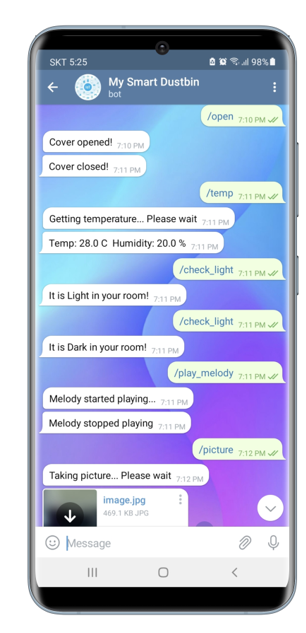 SKT 5:25
98%
My Smart Dustbin
bot
/open 7:10 PM
Cover opened! 7:10 PM
Cover closed! 7:11 PM
/temp 7:11 PM
Getting temperature... Please wait 7:11 PM
Temp: 28.0 C Humidity: 20.0 % 7:11 PM
/check_light 7:11 PM
It is Light in your room! 7:11 PM
/check_light 7:11 PM
It is Dark in your room! 7:11 PM
/play_melody 7:11 PM
Melody started playing... 7:11 PM
Melody stopped playing 7:11 PM
/picture 7:12 PM
Taking picture... Please wait 7:12 PM
image.jpg
469.1 KB JPG
Message